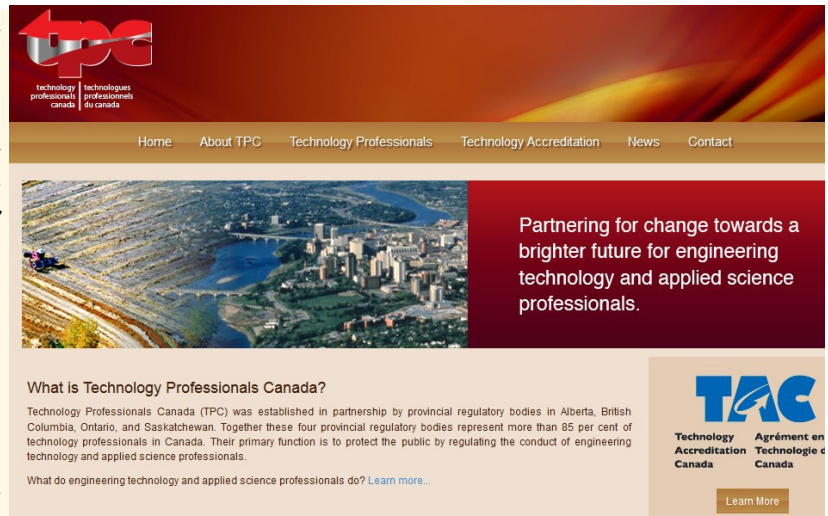 tpc
technology professionals canada
technologues professionnels du canada
Home About TPC Technology Professionals Technology Accreditation News Contact
Partnering for change towards a
brighter future for engineering
technology and applied science
professionals.
What is Technology Professionals Canada?
Technology Professionals Canada (TPC) was established in partnership by provincial regulatory bodies in Alberta, British
Columbia, Ontario, and Saskatchewan. Together these four provincial regulatory bodies represent more than 85 per cent of
technology professionals in Canada. Their primary function is to protect the public by regulating the conduct of engineering
technology and applied science professionals.
What do engineering technology and applied science professionals do? Learn more...
TAC
Technology
Accreditation
Canada
Agrément en
Technologie d
Canada
Learn More